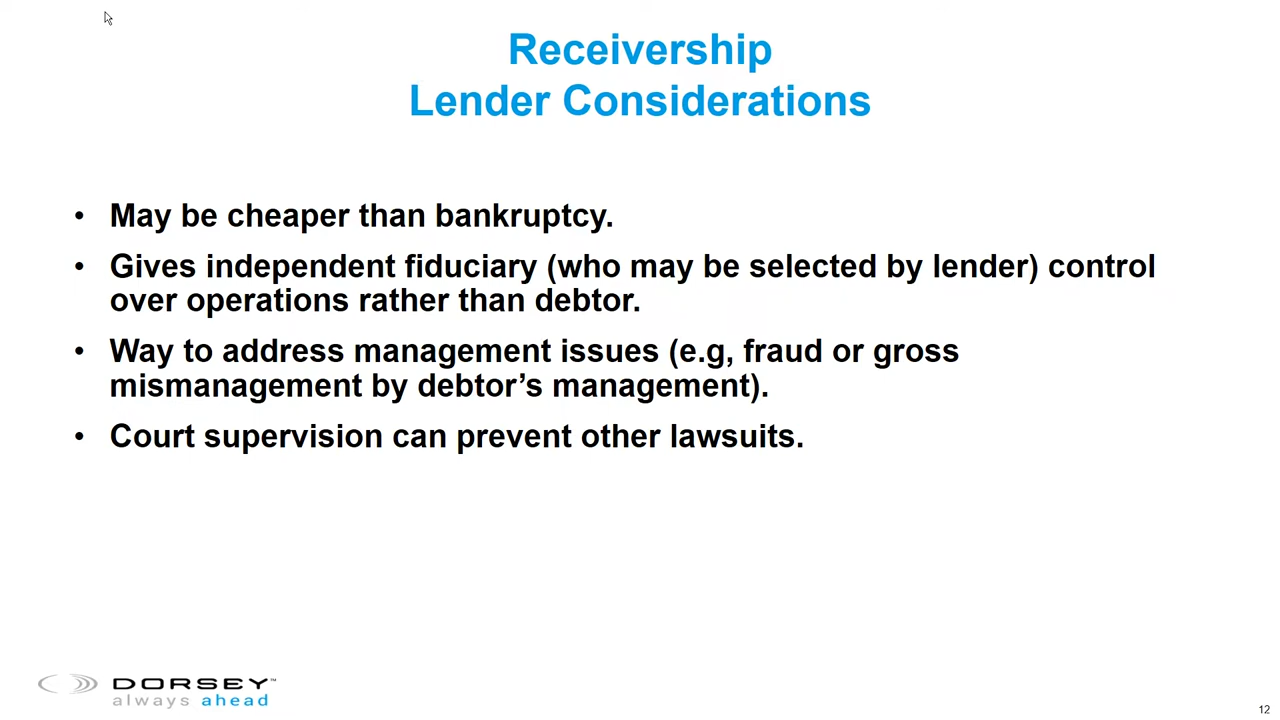 Receivership
Lender Considerations
• May be cheaper than bankruptcy.
• Gives independent fiduciary (who may be selected by lender) control
over operations rather than debtor.
• Way to address management issues (e.g, fraud or gross
mismanagement by debtor’s management).
• Court supervision can prevent other lawsuits.
DORSEY™
always ahead
12